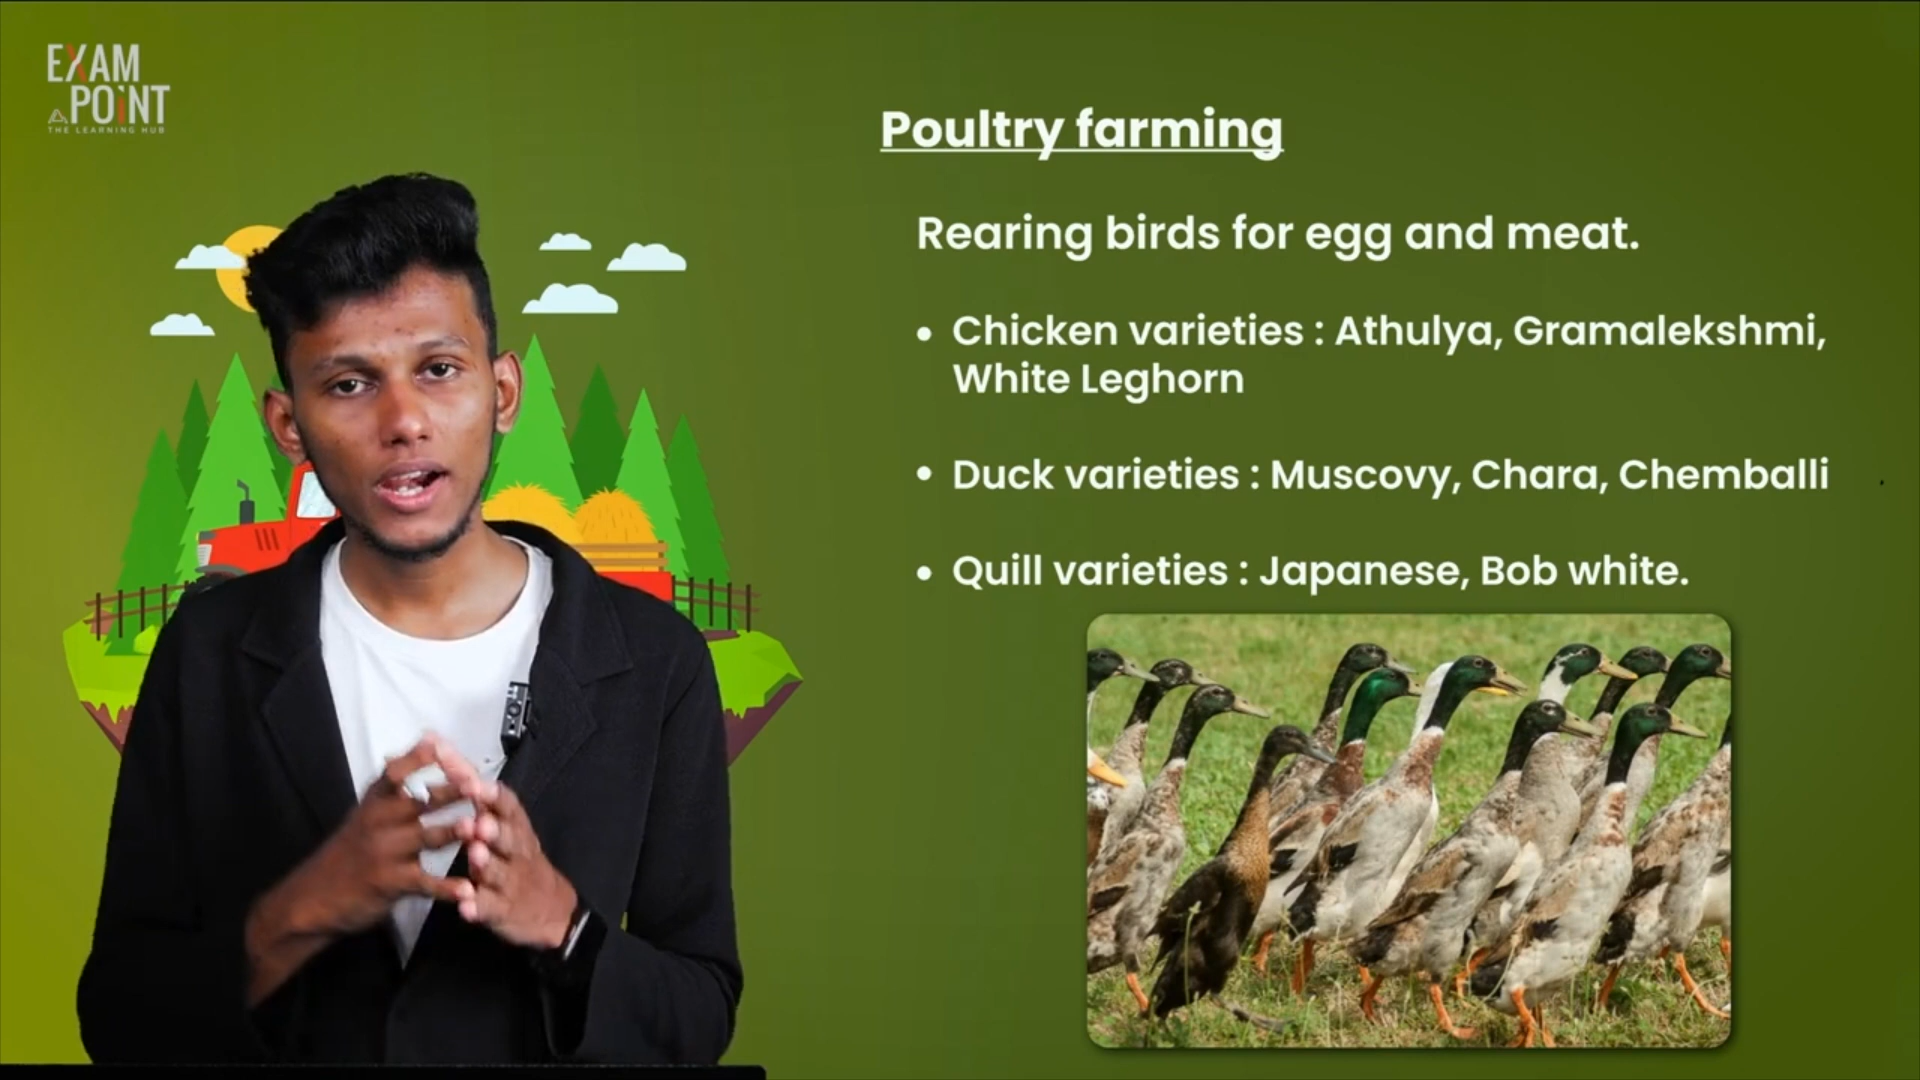 EXAM
POINT
THE LEARNING HUB
Poultry farming
Rearing birds for egg and meat.
• Chicken varieties : Athulya, Gramalekshmi,
White Leghorn
• Duck varieties : Muscovy, Chara, Chemballi
• Quill varieties : Japanese, Bob white.